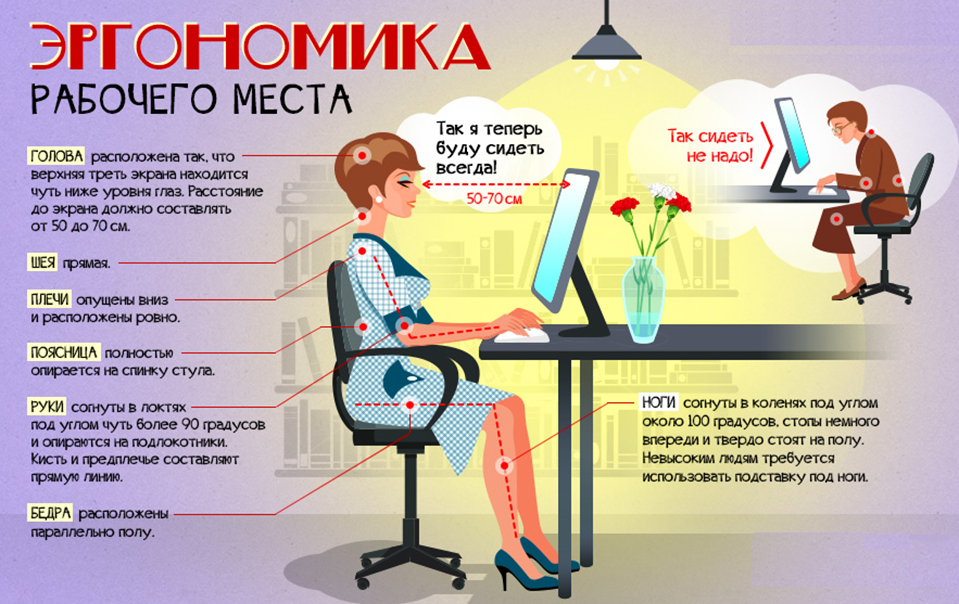 ЭРГОНОМИКА
РАБОЧЕГО МЕСТА
ГОЛОВА расположена так, что
верхняя треть экрана находится
чуть ниже уровня глаз. Расстояние
до экрана должно составлять
от 50 до 70 см.
ШЕЯ прямая.
ПЛЕЧИ опущены вниз
и расположены ровно.
ПОЯСНИЦА полностью
опирается на спинку стула.
РУКИ согнуты в локтях
под углом чуть более 90 градусов
и опираются на подлокотники.
Кисть и предплечье составляют
прямую линию.
БЕДРА расположены
параллельно полу.
Так я теперь
буду сидеть
всегда!
50-70 см
Так сидеть
не надо!
НОГИ согнуты в коленях под углом
около 100 градусов, стопы немного
впереди и твердо стоят на полу.
Невысоким людям требуется
использовать подставку под ноги.